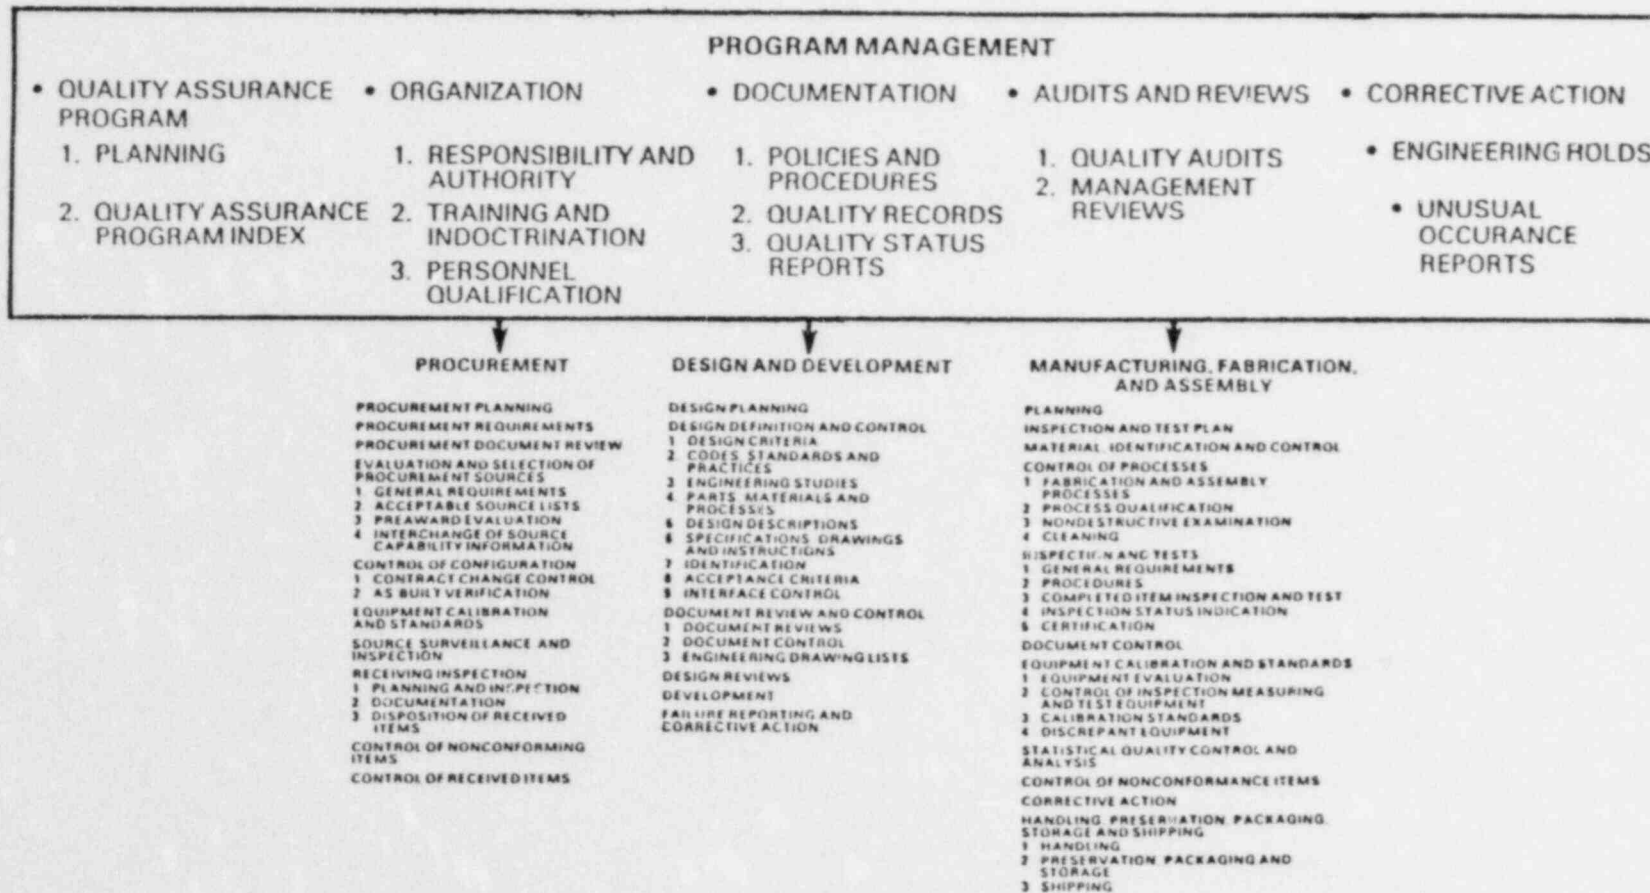 PROGRAM MANAGEMENT
• QUALITY ASSURANCE
PROGRAM
1. PLANNING
2. QUALITY ASSURANCE
PROGRAM INDEX
• ORGANIZATION
1. RESPONSIBILITY AND
AUTHORITY
2. TRAINING AND
INDOCTRINATION
3. PERSONNEL
QUALIFICATION
• DOCUMENTATION
1. POLICIES AND
PROCEDURES
2. QUALITY RECORDS
3. QUALITY STATUS
REPORTS
• AUDITS AND REVIEWS
1. QUALITY AUDITS
2. MANAGEMENT
REVIEWS
• CORRECTIVE ACTION
• ENGINEERING HOLDS
• UNUSUAL
OCCURANCE
REPORTS
PROCUREMENT
PROCUREMENT PLANNING
PROCUREMENT REQUIREMENTS
PROCUREMENT DOCUMENT REVIEW
EVALUATION AND SELECTION OF
PROCUREMENT SOURCES
1 GENERAL REQUIREMENTS
2 ACCEPTABLE SOURCE LISTS
3 PREAWARD EVALUATION
4 INTERCHANGE OF SOURCE
CAPABILITY INFORMATION
CONTROL OF CONFIGURATION
1 CONTRACT CHANGE CONTROL
2 AS BUILT VERIFICATION
EQUIPMENT CALIBRATION
AND STANDARDS
SOURCE SURVEILLANCE AND
INSPECTION
RECEIVING INSPECTION
1 PLANNING AND INSPECTION
2 DOCUMENTATION
3 DISPOSITION OF RECEIVED
ITEMS
CONTROL OF NONCONFORMING
ITEMS
CONTROL OF RECEIVED ITEMS
DESIGN AND DEVELOPMENT
DESIGN PLANNING
DESIGN DEFINITION AND CONTROL
1 DESIGN CRITERIA
2 CODES, STANDARDS AND
PRACTICES
3 ENGINEERING STUDIES
4 PARTS, MATERIALS AND
PROCESSES
5 DESIGN DESCRIPTIONS
6 SPECIFICATIONS, DRAWINGS
AND INSTRUCTIONS
7 IDENTIFICATION
8 ACCEPTANCE CRITERIA
9 INTERFACE CONTROL
DOCUMENT REVIEW AND CONTROL
1 DOCUMENT REVIEWS
2 DOCUMENT CONTROL
3 ENGINEERING DRAWING LISTS
DESIGN REVIEWS
DEVELOPMENT
FAILURE REPORTING AND
CORRECTIVE ACTION
MANUFACTURING, FABRICATION,
AND ASSEMBLY
PLANNING
INSPECTION AND TEST PLAN
MATERIAL, IDENTIFICATION AND CONTROL
CONTROL OF PROCESSES
1 FABRICATION AND ASSEMBLY
PROCESSES
2 PROCESS QUALIFICATION
3 NONDESTRUCTIVE EXAMINATION
4 CLEANING
INSPECTION AND TESTS
1 GENERAL REQUIREMENTS
2 PROCEDURES
3 COMPLETED ITEM INSPECTION AND TEST
4 INSPECTION STATUS INDICATION
5 CERTIFICATION
DOCUMENT CONTROL
EQUIPMENT CALIBRATION AND STANDARDS
1 EQUIPMENT EVALUATION
2 CONTROL OF INSPECTION MEASURING
AND TEST EQUIPMENT
3 CALIBRATION STANDARDS
4 DISCREPANT EQUIPMENT
STATISTICAL QUALITY CONTROL AND
ANALYSIS
CONTROL OF NONCONFORMANCE ITEMS
CORRECTIVE ACTION
HANDLING, PRESERVATION, PACKAGING,
STORAGE AND SHIPPING
1 HANDLING
2 PRESERVATION, PACKAGING AND
STORAGE
3 SHIPPING